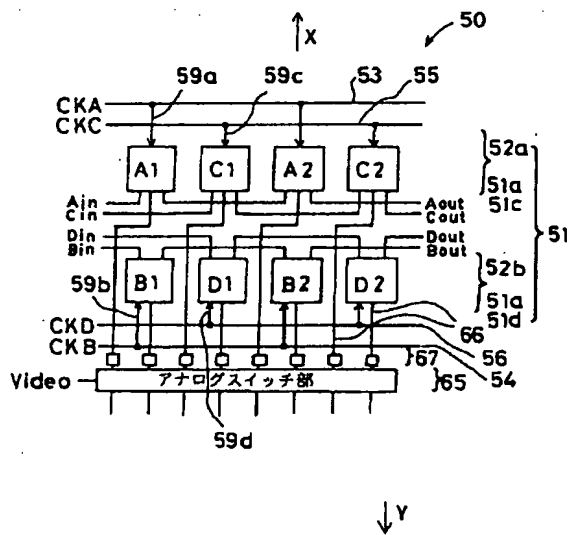 X
50
59a 59c 53 55
CKA
CKC
A1 C1 A2 C2
52a
51a
51c
51
Ain Aout
Cin Cout
Din Dout
Bin Bout
59b
B1 D1 B2 D2
52b
51a
51d
66
CKD
56
CKB
67
54
Video アナログスイッチ部
65
59d
Y